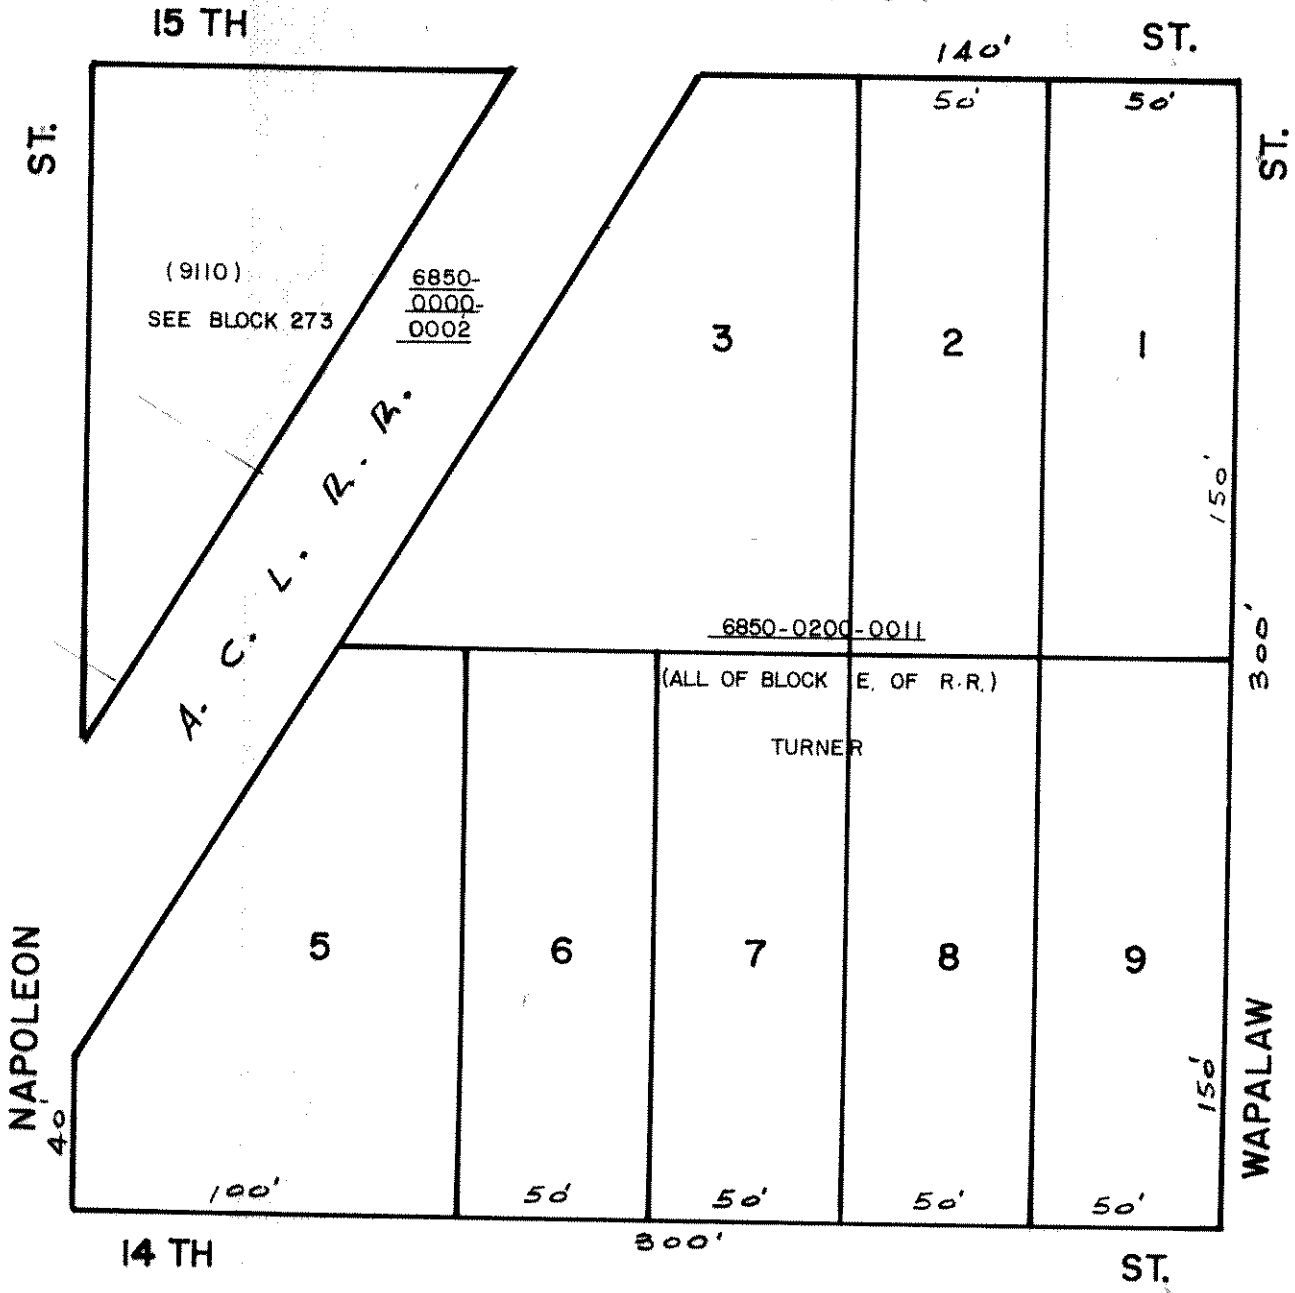 15 TH
ST.
140'
50'
50'
ST.
ST.
(9110)
SEE BLOCK 273
6850-
0000-
0002
3
2
1
A. C. L. R. R.
150'
300'
6850-0200-0011
(ALL OF BLOCK E. OF R.R.)
TURNER
5
6
7
8
9
NAPOLEON
40'
150'
WAPALAW
100'
50'
50'
50'
50'
300'
14 TH
ST.